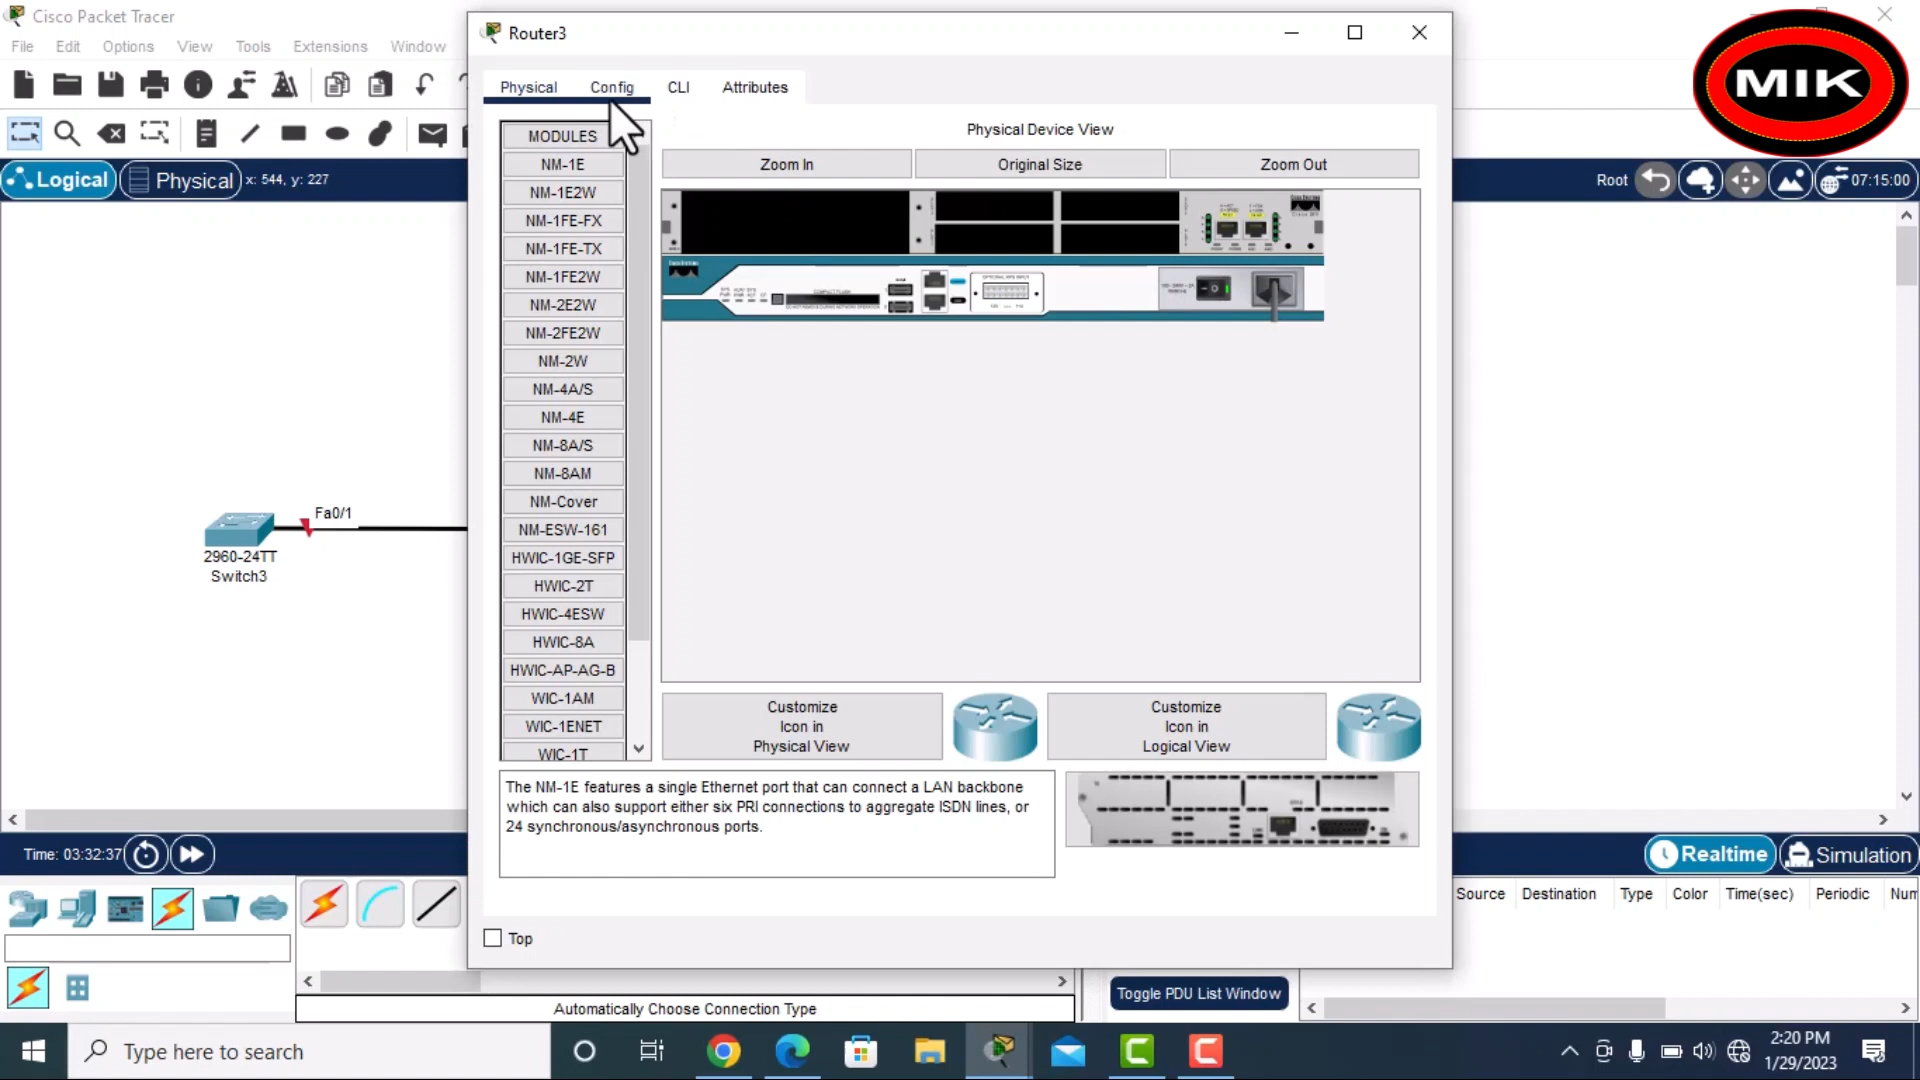 Cisco Packet Tracer
File Edit Options View Tools Extensions Window
Router3
MIK
Physical Config CLI Attributes
Logical
Physical
x: 544, y: 227
Root
07:15:00
MODULES
NM-1E
NM-1E2W
NM-1FE-FX
NM-1FE-TX
NM-1FE2W
NM-2E2W
NM-2FE2W
NM-2W
NM-4A/S
NM-4E
NM-8A/S
NM-8AM
NM-Cover
NM-ESW-161
HWIC-1GE-SFP
HWIC-2T
HWIC-4ESW
HWIC-8A
HWIC-AP-AG-B
WIC-1AM
WIC-1ENET
WIC-1T
Physical Device View
Zoom In
Original Size
Zoom Out
Fa0/1
2960-24TT
Switch3
Customize
Icon in
Physical View
Customize
Icon in
Logical View
The NM-1E features a single Ethernet port that can connect a LAN backbone
which can also support either six PRI connections to aggregate ISDN lines, or
24 synchronous/asynchronous ports.
Top
Time: 03:32:37
Realtime
Simulation
Source Destination Type Color Time(sec) Periodic Num
Toggle PDU List Window
Automatically Choose Connection Type
Type here to search
2:20 PM
1/29/2023